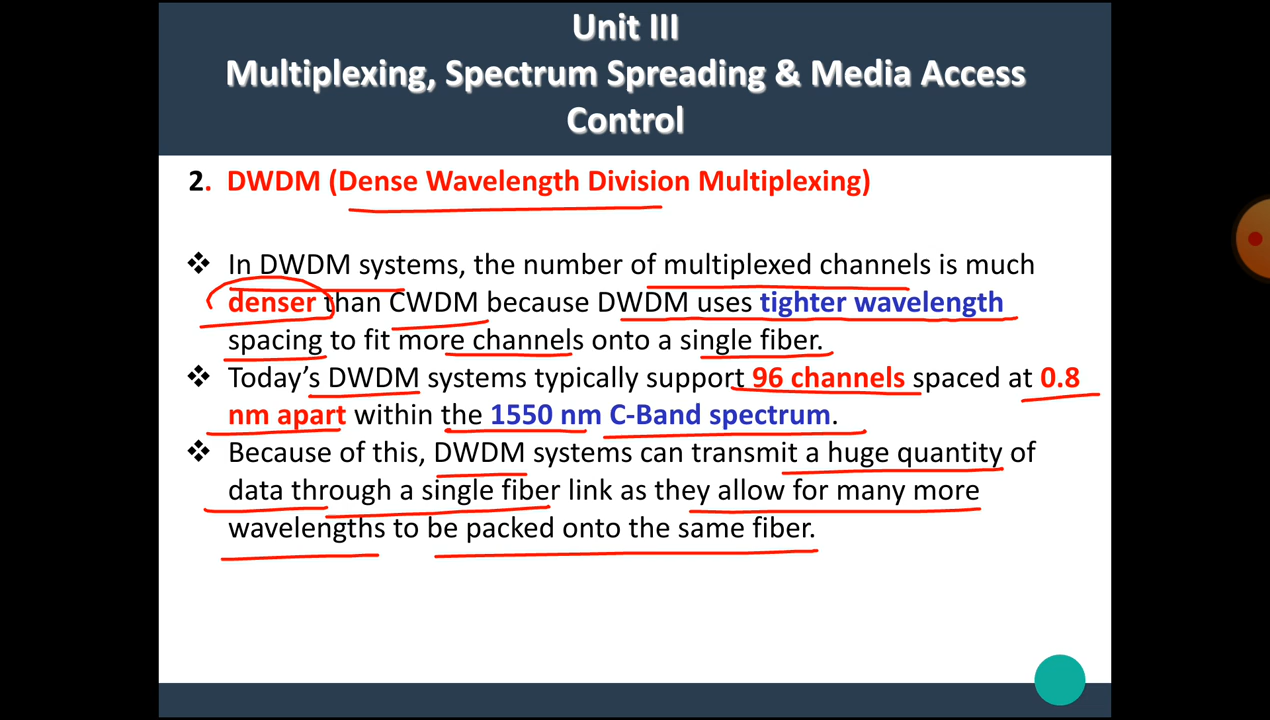 Unit III
Multiplexing, Spectrum Spreading & Media Access
Control
2. DWDM (Dense Wavelength Division Multiplexing)
❖ In DWDM systems, the number of multiplexed channels is much
denser than CWDM because DWDM uses tighter wavelength
spacing to fit more channels onto a single fiber.
❖ Today's DWDM systems typically support 96 channels spaced at 0.8
nm apart within the 1550 nm C-Band spectrum.
❖ Because of this, DWDM systems can transmit a huge quantity of
data through a single fiber link as they allow for many more
wavelengths to be packed onto the same fiber.